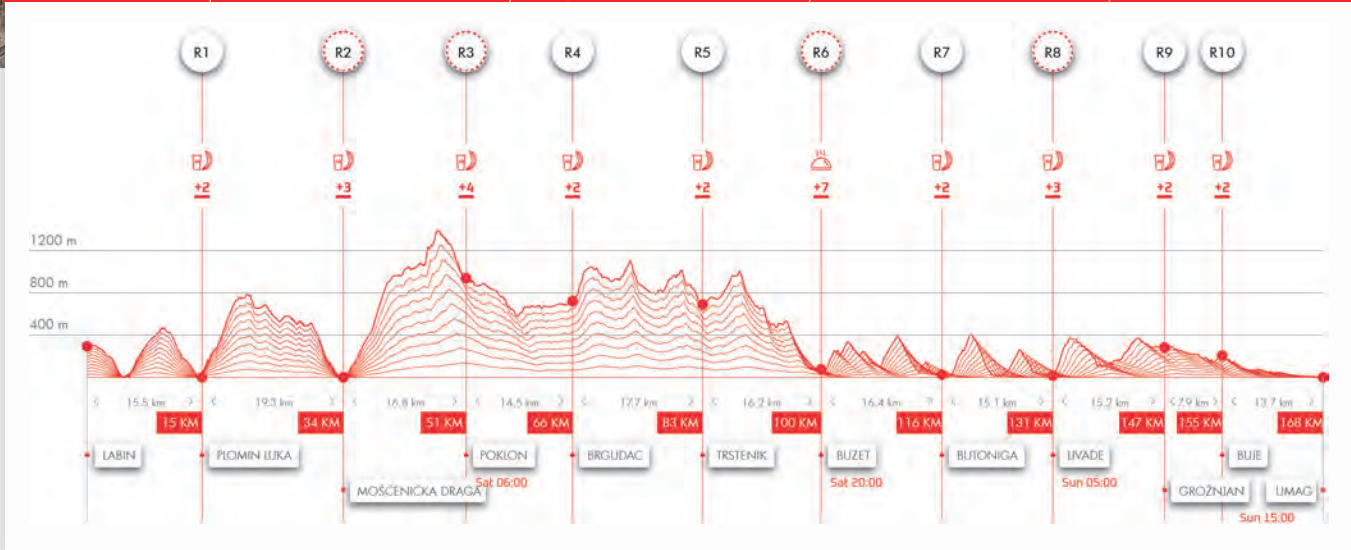 R1 R2 R3 R4 R5 R6 R7 R8 R9 R10
+2 +3 +4 +2 +2 +7 +2 +3 +2 +2
1200 m
800 m
400 m
15.5 km 19.3 km 16.8 km 14.5 km 17.7 km 16.2 km 16.4 km 15.1 km 15.2 km 7.9 km 13.7 km
15 KM 34 KM 51 KM 66 KM 83 KM 100 KM 116 KM 131 KM 147 KM 155 KM 168 KM
LABIN PLOMIN LUKA POKLON BRGUDAC TRSTENIK BUZET BUTONIGA LIVADE BUJE
Sat 06:00 Sat 20:00 Sun 05:00
MOŠĆENIČKA DRAGA GROŽNJAN UMAG
Sun 15:00